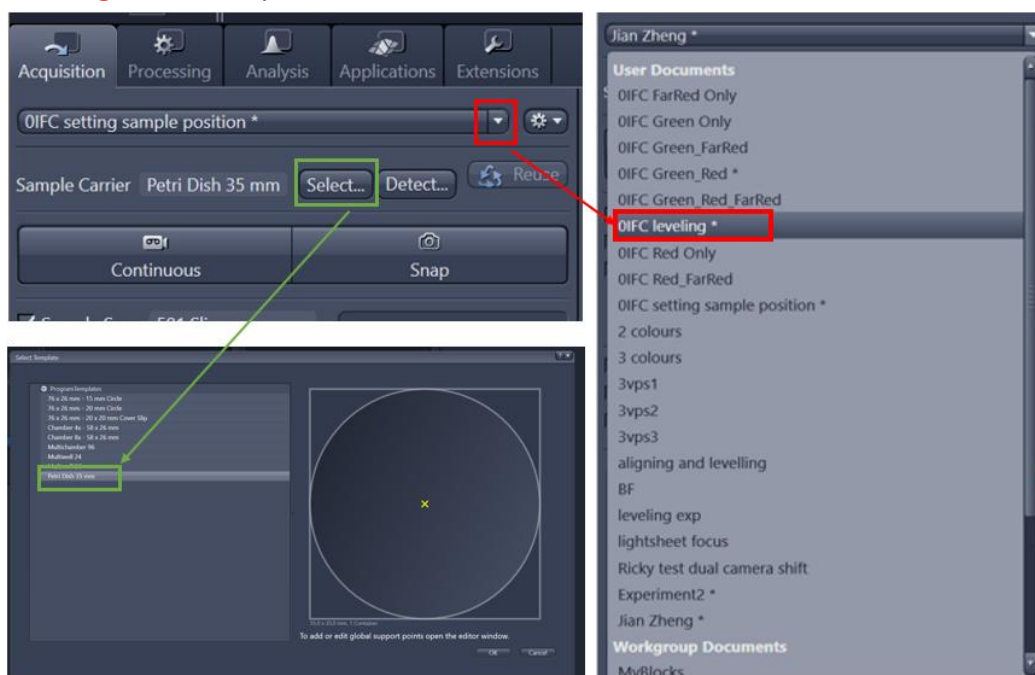 Acquisition Processing Analysis Applications Extensions
0IFC setting sample position *
Sample Carrier Petri Dish 35 mm Select... Detect... Reuse
Continuous Snap
Select Template
ProgramTemplates
76 x 26 mm - 15 mm Circle
76 x 26 mm - 20 mm Circle
76 x 26 mm - 20 x 20 mm Cover Slip
Chamber 4x - 58 x 26 mm
Chamber 8x - 58 x 26 mm
Multichamber 96
Multiwell 24
Petri Dish 35 mm
To add or edit global support points open the editor window.
OK Cancel
Jian Zheng *
User Documents
0IFC FarRed Only
0IFC Green Only
0IFC Green_FarRed
0IFC Green_Red *
0IFC Green_Red_FarRed
0IFC leveling *
0IFC Red Only
0IFC Red_FarRed
0IFC setting sample position *
2 colours
3 colours
3vps1
3vps2
3vps3
aligning and levelling
BF
leveling exp
lightsheet focus
Ricky test dual camera shift
Experiment2 *
Jian Zheng *
Workgroup Documents
MyBlocks